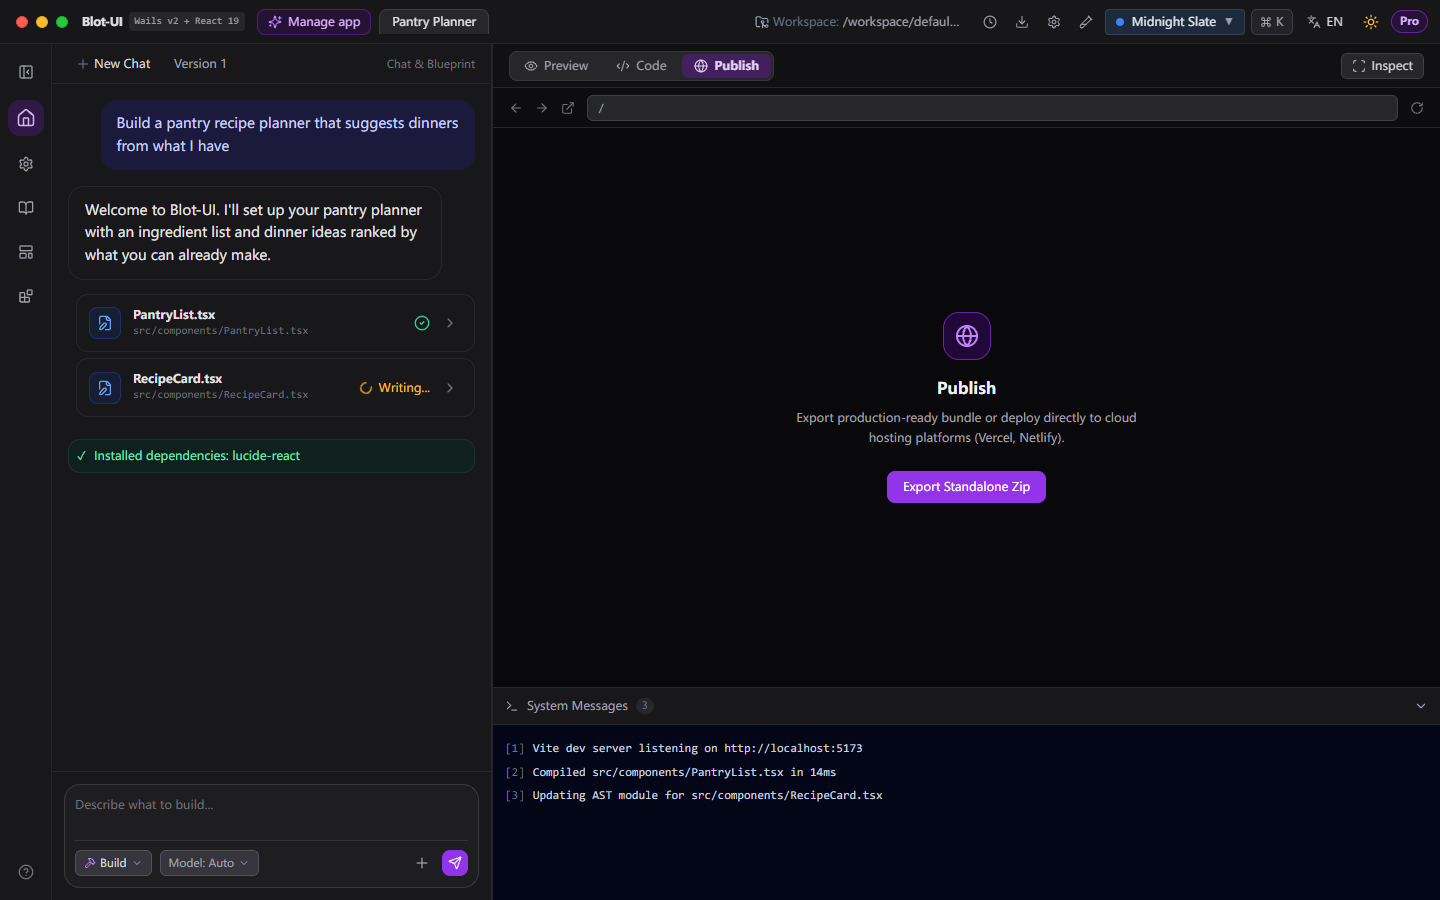 Blot-UI
Wails v2 + React 19
Manage app
Pantry Planner
Workspace: /workspace/defaul...
Midnight Slate ▼
⌘ K
EN
Pro
New Chat
Version 1
Chat & Blueprint
Build a pantry recipe planner that suggests dinners
from what I have
Welcome to Blot-UI. I'll set up your pantry planner
with an ingredient list and dinner ideas ranked by
what you can already make.
PantryList.tsx
src/components/PantryList.tsx
RecipeCard.tsx
src/components/RecipeCard.tsx
Writing...
✓ Installed dependencies: lucide-react
Describe what to build...
Build
Model: Auto
Preview
Code
Publish
Inspect
/
Publish
Export production-ready bundle or deploy directly to cloud
hosting platforms (Vercel, Netlify).
Export Standalone Zip
System Messages 3
[1] Vite dev server listening on http://localhost:5173
[2] Compiled src/components/PantryList.tsx in 14ms
[3] Updating AST module for src/components/RecipeCard.tsx